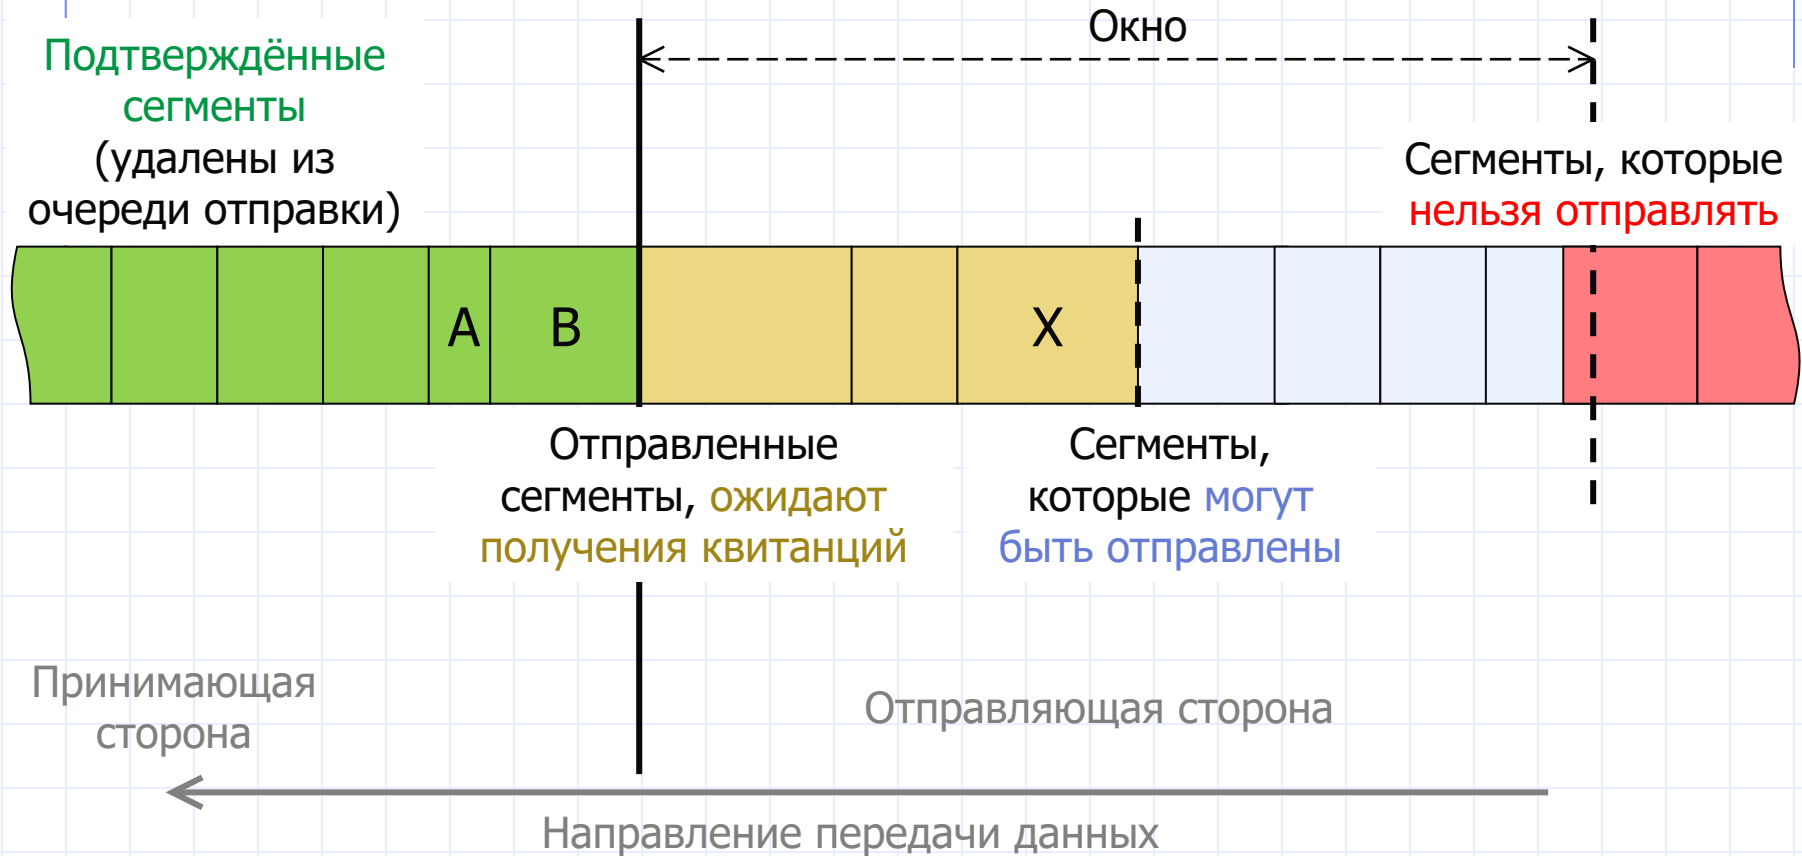 Окно
Подтверждённые
сегменты
(удалены из
очереди отправки)
Сегменты, которые
нельзя отправлять
A
B
X
Отправленные
сегменты, ожидают
получения квитанций
Сегменты,
которые могут
быть отправлены
Принимающая
сторона
Отправляющая сторона
Направление передачи данных